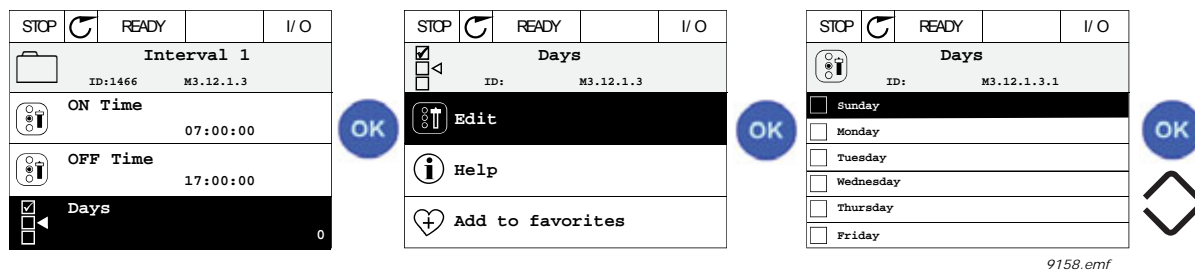 STOP READY I/O
Interval 1
ID:1466 M3.12.1.3
ON Time
07:00:00
OFF Time
17:00:00
Days
0
OK
STOP READY I/O
Days
ID: M3.12.1.3
Edit
Help
Add to favorites
OK
STOP READY I/O
Days
ID: M3.12.1.3.1
Sunday
Monday
Tuesday
Wednesday
Thursday
Friday
OK
9158.emf